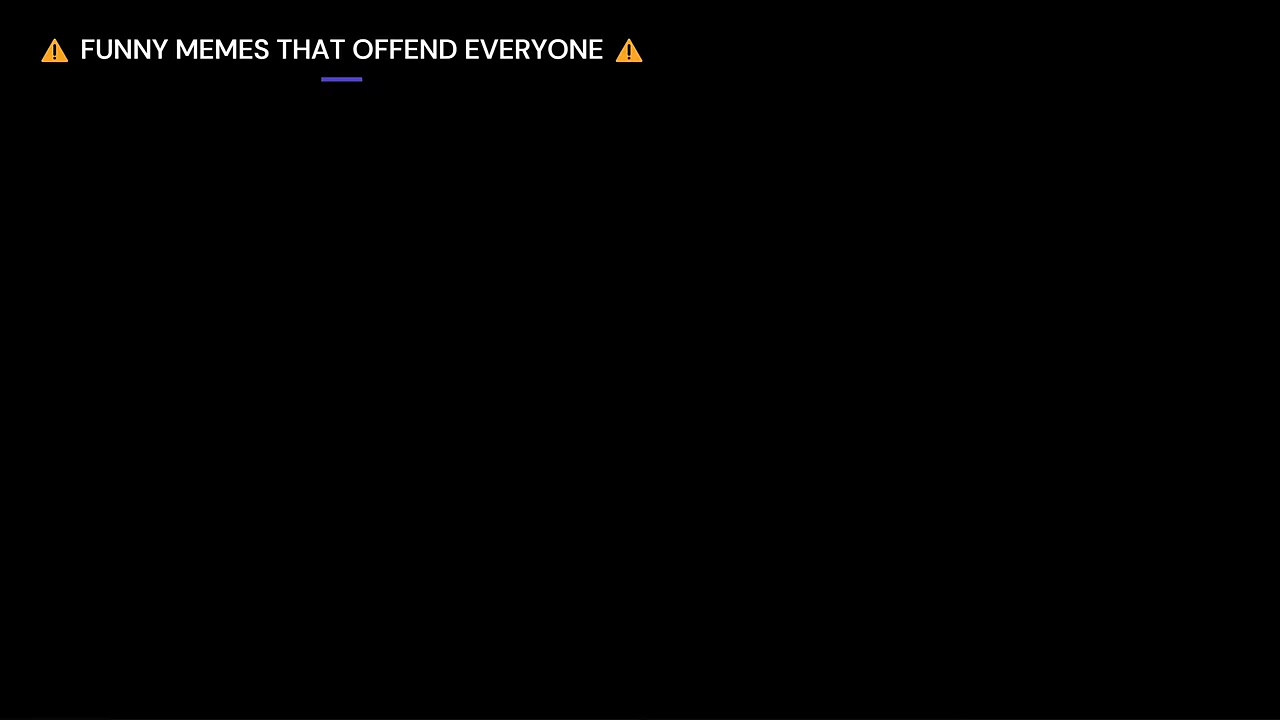 ⚠️ FUNNY MEMES THAT OFFEND EVERYONE ⚠️